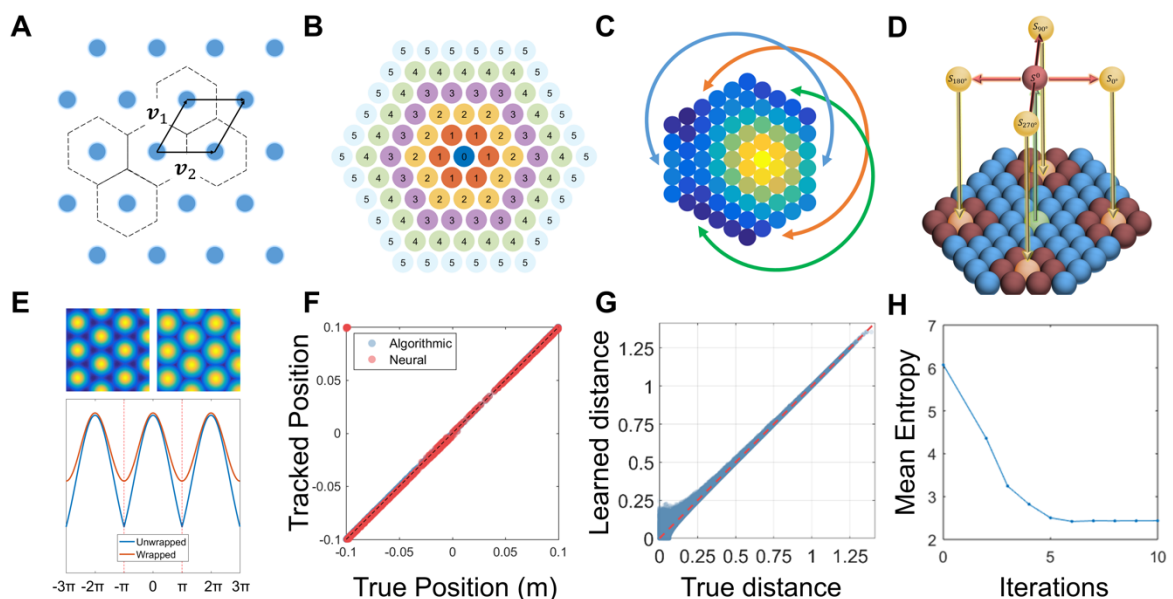 A
v₁
v₂
B
5 5 5 5 5 5
5 4 4 4 4 4 5
5 4 3 3 3 3 4 5
5 4 3 2 2 2 3 4 5
5 4 3 2 1 1 2 3 4 5
5 4 3 2 1 0 1 2 3 4 5
5 4 3 2 1 1 2 3 4 5
5 4 3 2 2 2 3 4 5
5 4 3 3 3 3 4 5
5 4 4 4 4 4 5
5 5 5 5 5 5
C
D
S₉₀°
S₁₈₀°
S⁰
S₀°
S₂₇₀°
E
Unwrapped
Wrapped
-3π -2π -π 0 π 2π 3π
F
Tracked Position
0.1
0.05
0
-0.05
-0.1
Algorithmic
Neural
-0.1 -0.05 0 0.05 0.1
True Position (m)
G
Learned distance
1.25
1
0.75
0.50
0.25
0
0 0.25 0.5 0.75 1 1.25
True distance
H
Mean Entropy
7
6
5
4
3
2
0 5 10
Iterations